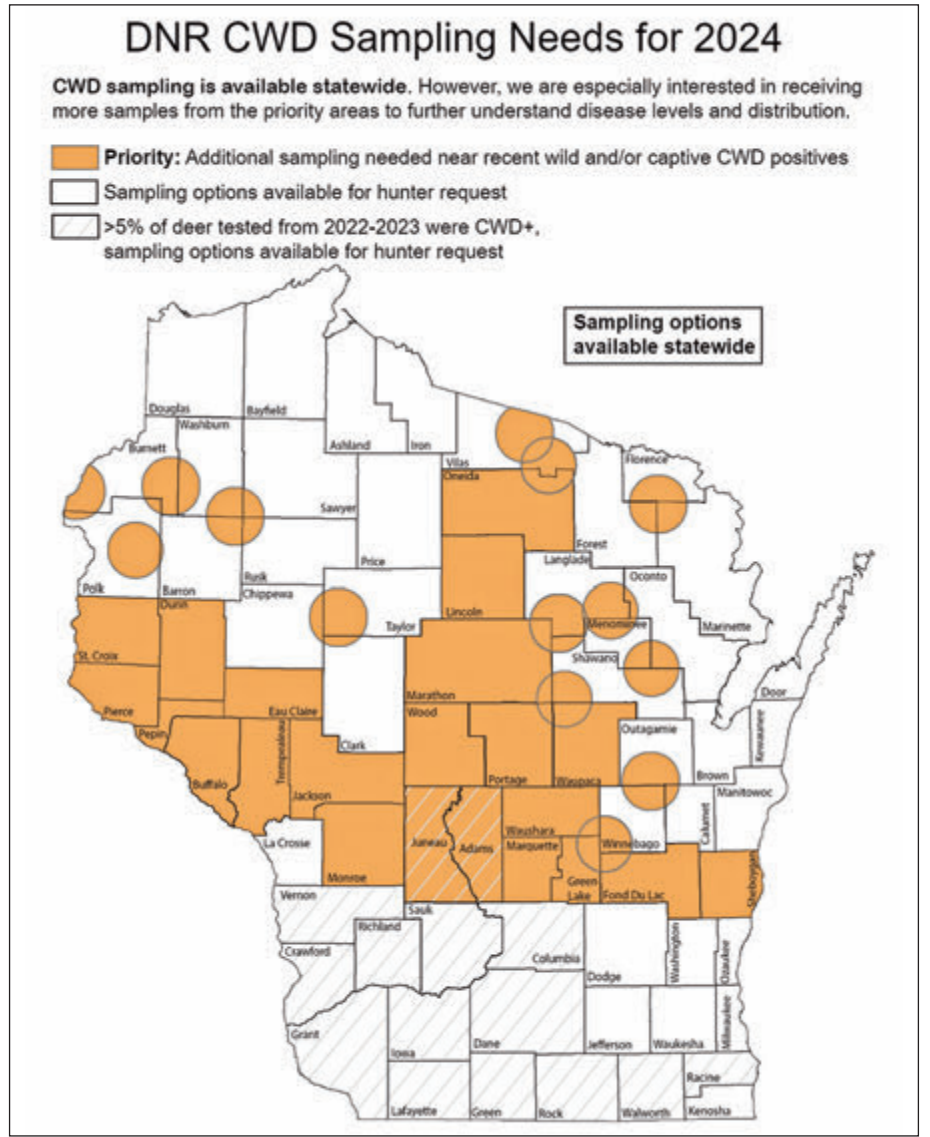 DNR CWD Sampling Needs for 2024
CWD sampling is available statewide. However, we are especially interested in receiving
more samples from the priority areas to further understand disease levels and distribution.
Priority: Additional sampling needed near recent wild and/or captive CWD positives
Sampling options available for hunter request
>5% of deer tested from 2022-2023 were CWD+,
sampling options available for hunter request
Sampling options
available statewide
Douglas
Bayfield
Washburn
Burnett
Ashland
Iron
Vilas
Florence
Oneida
Sawyer
Forest
Price
Langlade
Rusk
Oconto
Polk
Barron
Chippewa
Dunn
Lincoln
Taylor
Menominee
Marinette
St. Croix
Shawano
Door
Marathon
Pierce
Eau Claire
Wood
Pepin
Clark
Outagamie
Kewaunee
Trempealeau
Buffalo
Portage
Waupaca
Brown
Jackson
Manitowoc
Calumet
Waushara
La Crosse
Juneau
Adams
Marquette
Winnebago
Monroe
Green
Lake
Fond Du Lac
Sheboygan
Vernon
Sauk
Richland
Crawford
Columbia
Dodge
Washington
Ozaukee
Grant
Iowa
Dane
Jefferson
Waukesha
Milwaukee
Racine
Lafayette
Green
Rock
Walworth
Kenosha